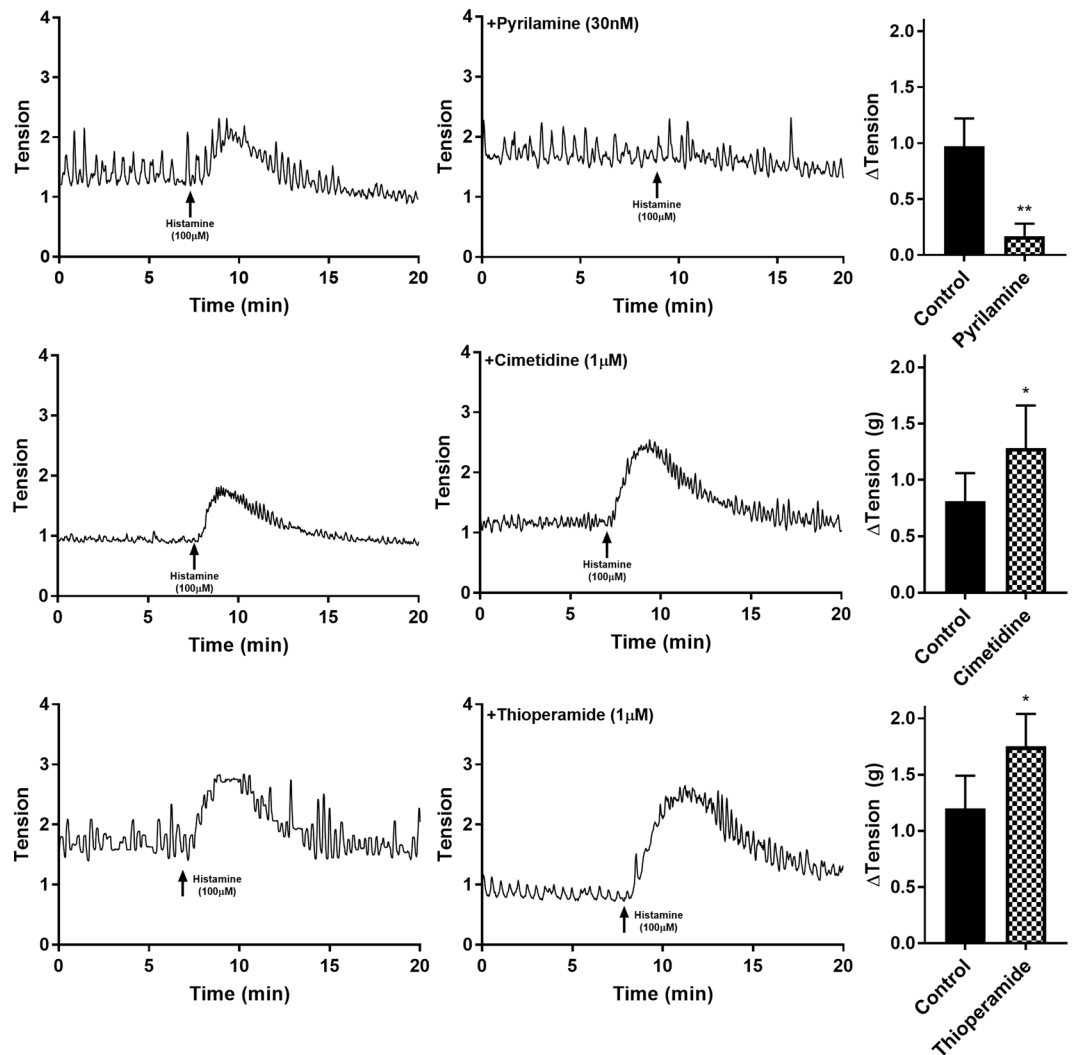 4
3
2
1
0
Tension
0
5
10
15
20
Time (min)
Histamine
(100μM)
+Pyrilamine (30nM)
4
3
2
1
0
Tension
0
5
10
15
20
Time (min)
Histamine
(100μM)
2.0
1.5
1.0
0.5
0.0
ΔTension
**
Control
Pyrilamine
4
3
2
1
0
Tension
0
5
10
15
20
Time (min)
Histamine
(100μM)
+Cimetidine (1μM)
4
3
2
1
0
Tension
0
5
10
15
20
Time (min)
Histamine
(100μM)
2.0
1.5
1.0
0.5
0.0
ΔTension (g)
*
Control
Cimetidine
4
3
2
1
0
Tension
0
5
10
15
20
Time (min)
Histamine
(100μM)
+Thioperamide (1μM)
4
3
2
1
0
Tension
0
5
10
15
20
Time (min)
Histamine
(100μM)
2.0
1.5
1.0
0.5
0.0
ΔTension (g)
*
Control
Thioperamide